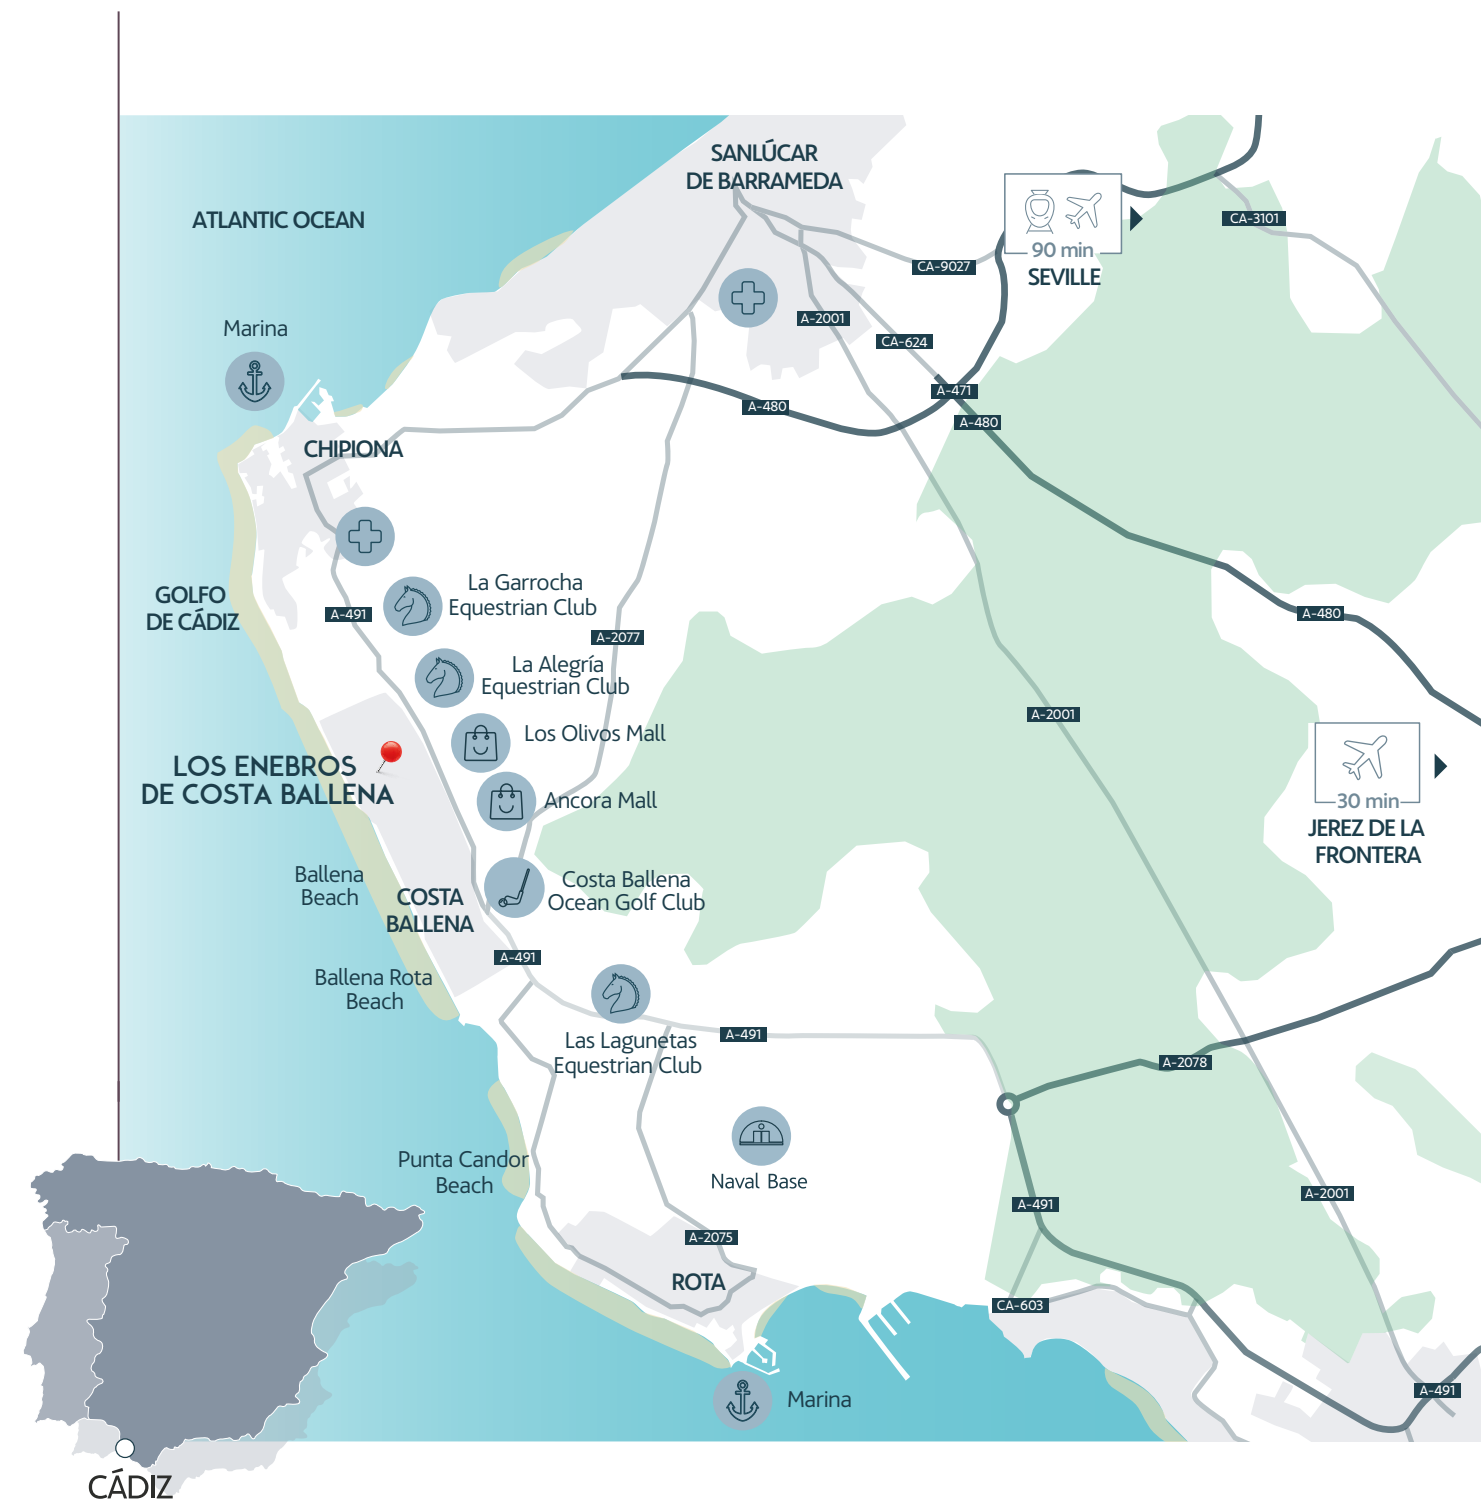 SANLÚCAR
DE BARRAMEDA
ATLANTIC OCEAN
CA-3101
90 min
SEVILLE
CA-9027
A-2001
CA-624
Marina
A-471
A-480
A-480
CHIPIONA
La Garrocha
Equestrian Club
GOLFO
DE CÁDIZ
A-491
A-480
A-2077
La Alegría
Equestrian Club
A-2001
Los Olivos Mall
LOS ENEBROS
DE COSTA BALLENA
Ancora Mall
30 min
JEREZ DE LA
FRONTERA
Ballena
Beach
COSTA
BALLENA
Costa Ballena
Ocean Golf Club
A-491
Ballena Rota
Beach
Las Lagunetas
Equestrian Club
A-491
A-2078
Punta Candor
Beach
Naval Base
A-2001
A-491
A-2075
ROTA
CA-603
A-491
Marina
CÁDIZ